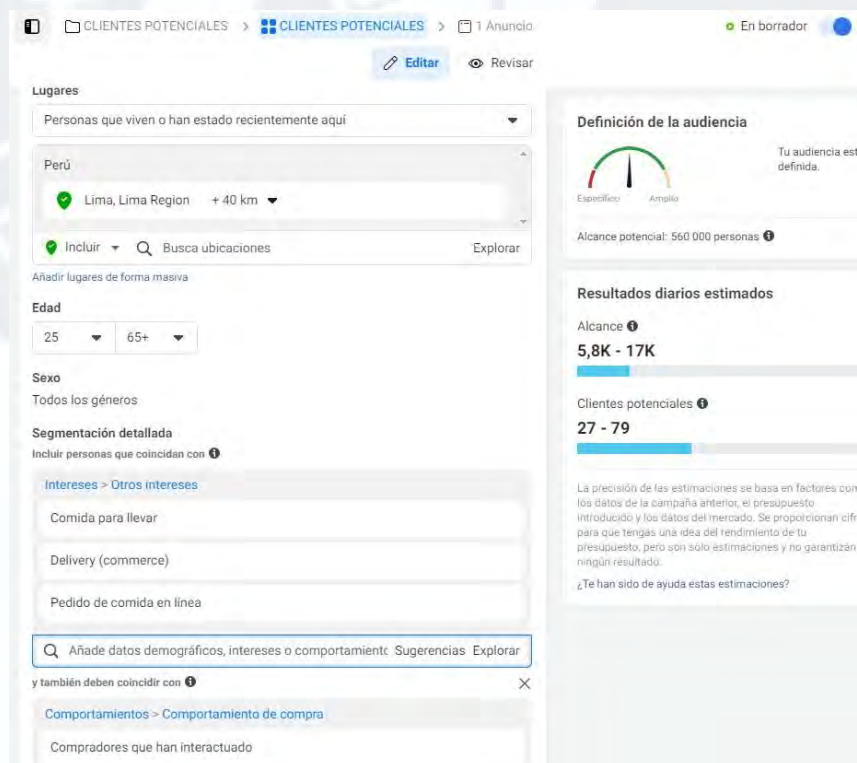 CLIENTES POTENCIALES > CLIENTES POTENCIALES > 1 Anuncio
En borrador
Editar
Revisar
Lugares
Personas que viven o han estado recientemente aquí
Perú
Lima, Lima Region + 40 km
Incluir
Busca ubicaciones
Explorar
Añadir lugares de forma masiva
Edad
25
65+
Sexo
Todos los géneros
Segmentación detallada
Incluir personas que coincidan con
Intereses > Otros intereses
Comida para llevar
Delivery (commerce)
Pedido de comida en línea
Añade datos demográficos, intereses o comportamiento Sugerencias Explorar
y también deben coincidir con
Comportamientos > Comportamiento de compra
Compradores que han interactuado
Definición de la audiencia
Específico
Amplio
Tu audiencia est
definida.
Alcance potencial: 560 000 personas
Resultados diarios estimados
Alcance
5,8K - 17K
Clientes potenciales
27 - 79
La precisión de las estimaciones se basa en factores com
los datos de la campaña anterior, el presupuesto
introducido y los datos del mercado. Se proporcionan cifr
para que tengas una idea del rendimiento de tu
presupuesto, pero son solo estimaciones y no garantizan
ningún resultado.
¿Te han sido de ayuda estas estimaciones?